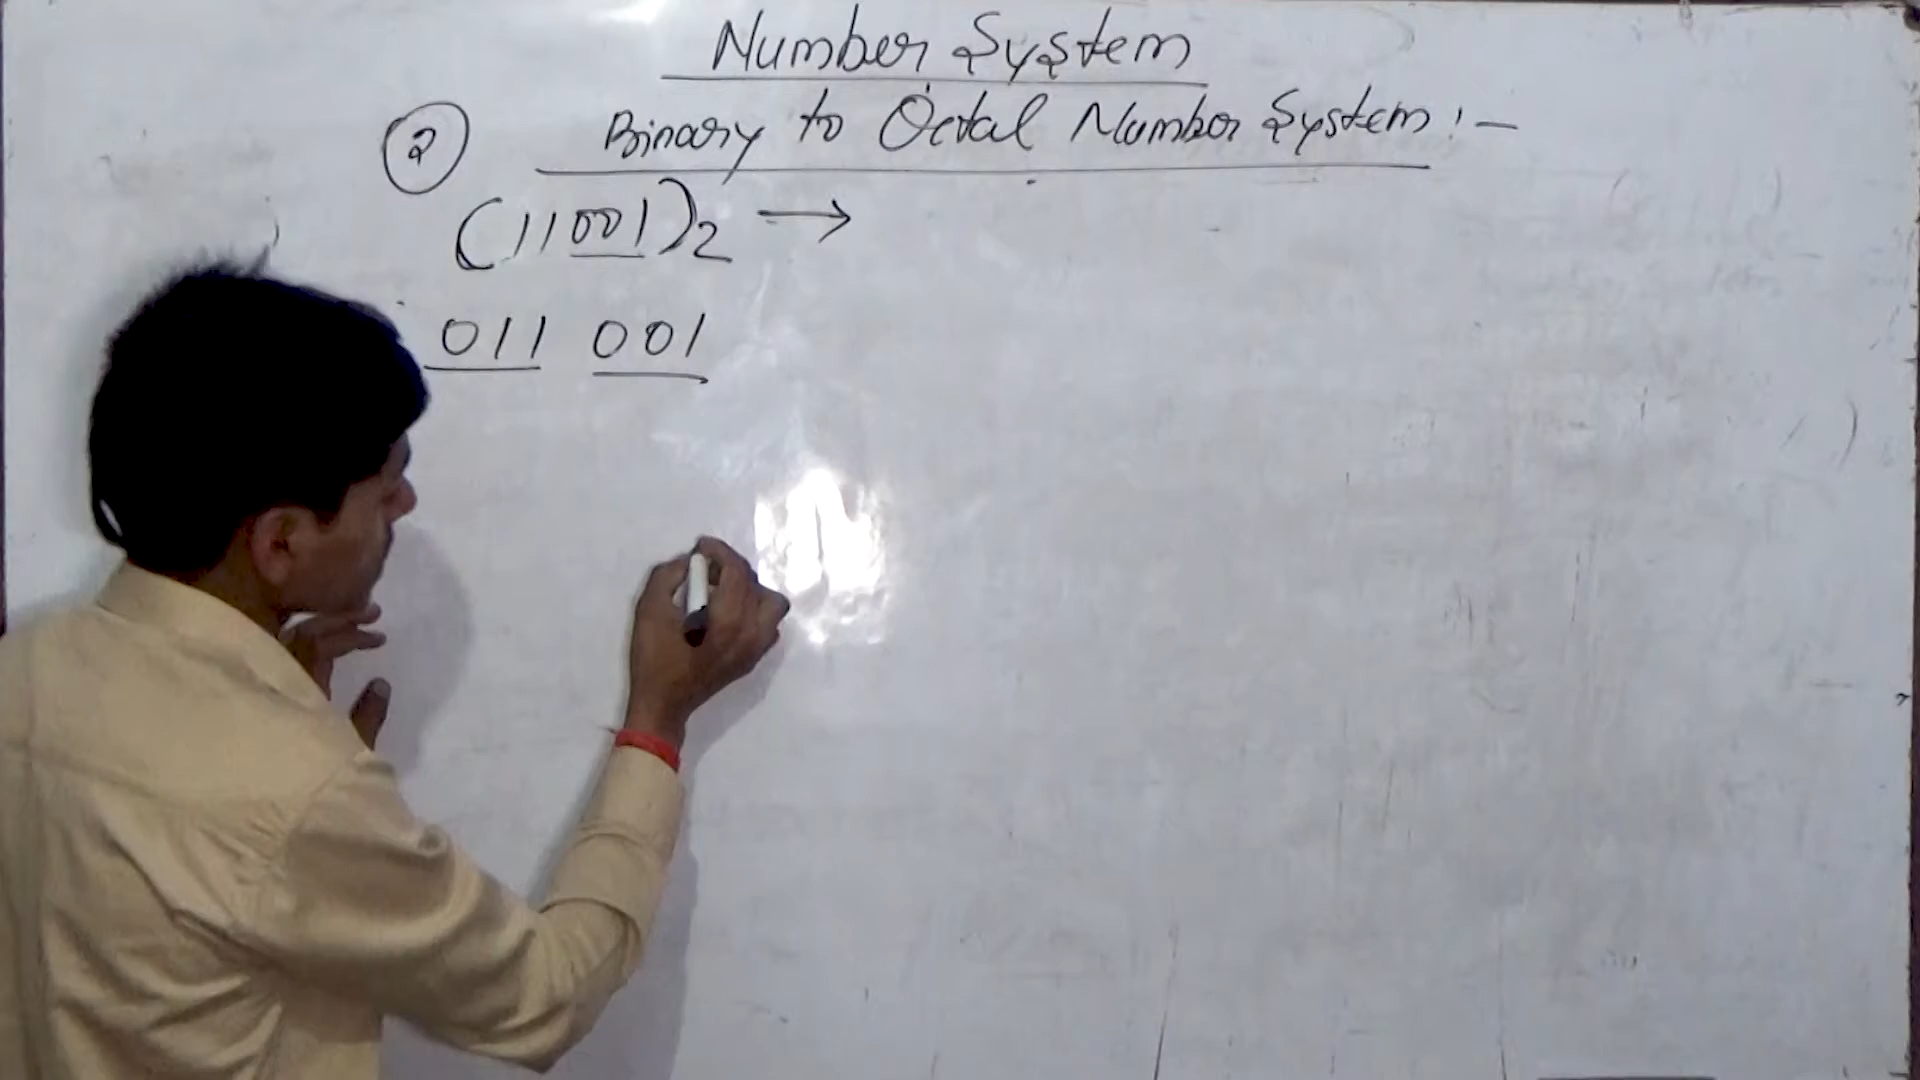 Number System
② Binary to Octal Number System :-
(11001)₂ →
011 001